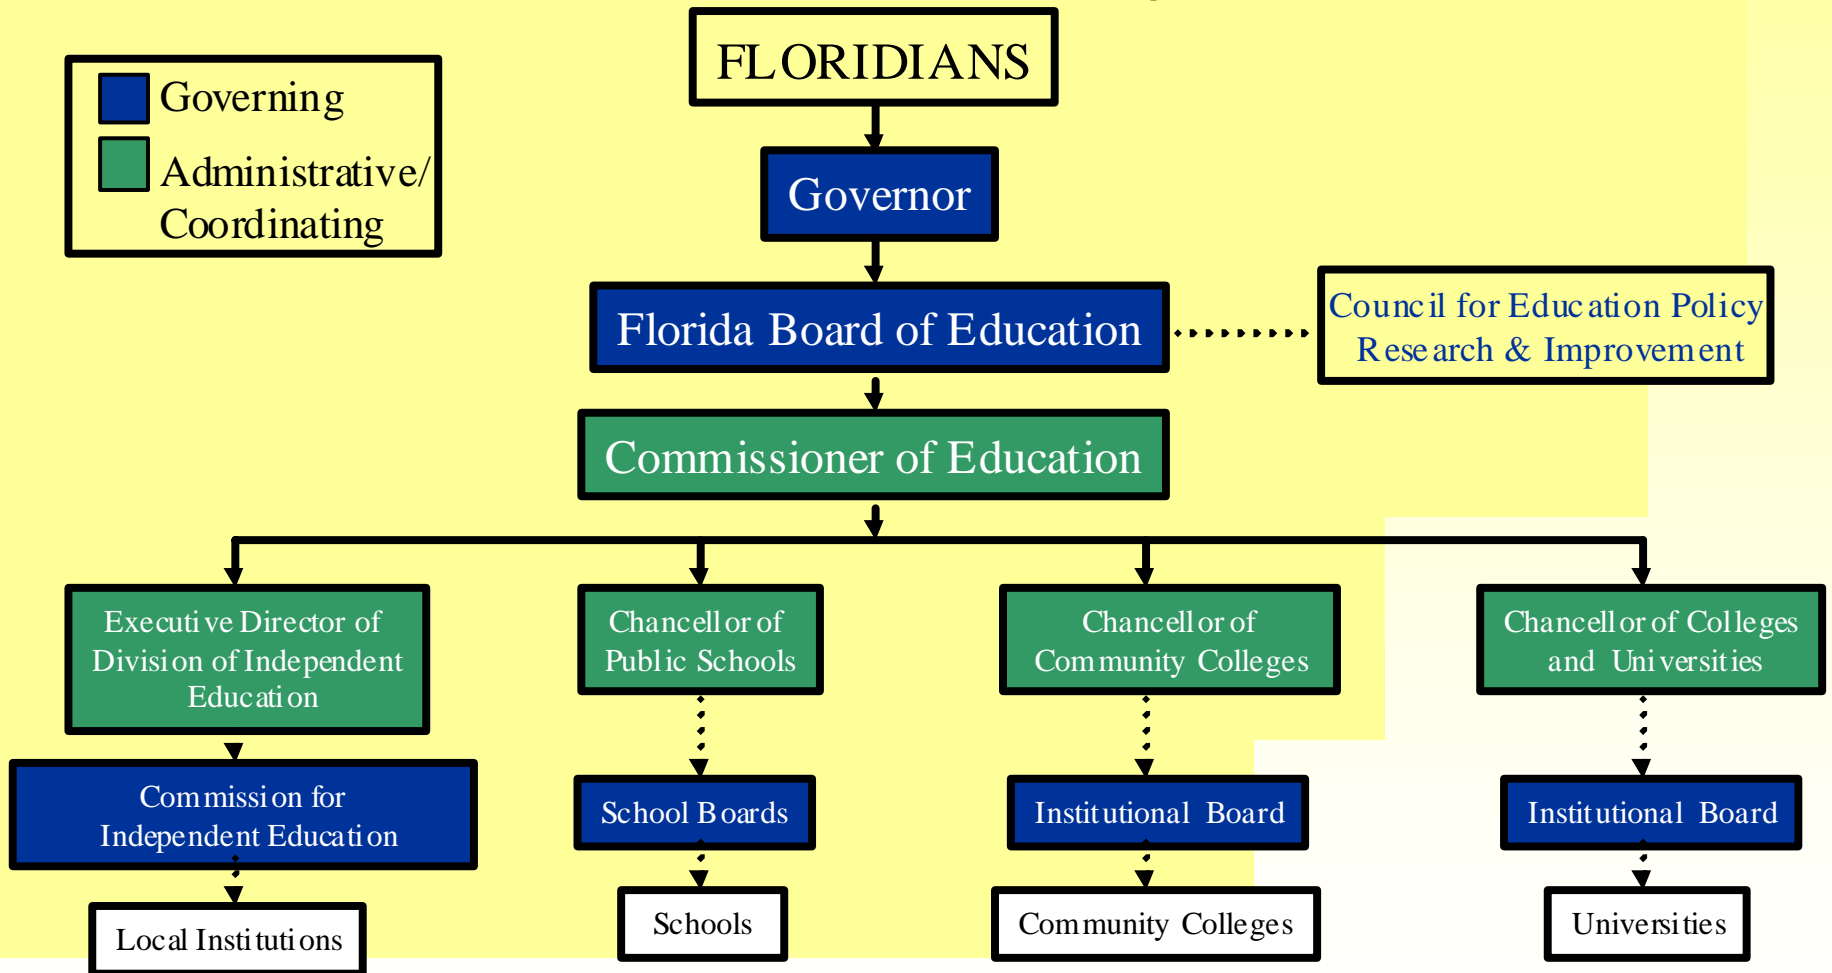 FLORIDIANS
Governing
Administrative/
Coordinating
Governor
Florida Board of Education
Council for Education Policy
Research & Improvement
Commissioner of Education
Executive Director of
Division of Independent
Education
Chancellor of
Public Schools
Chancellor of
Community Colleges
Chancellor of Colleges
and Universities
Commission for
Independent Education
School Boards
Institutional Board
Institutional Board
Local Institutions
Schools
Community Colleges
Universities